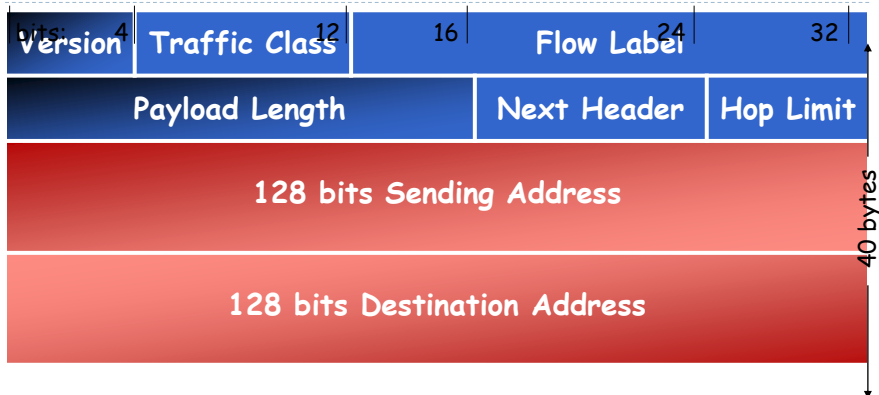 bits: 4 12 16 24 32
Version Traffic Class Flow Label
Payload Length Next Header Hop Limit
128 bits Sending Address
128 bits Destination Address
40 bytes